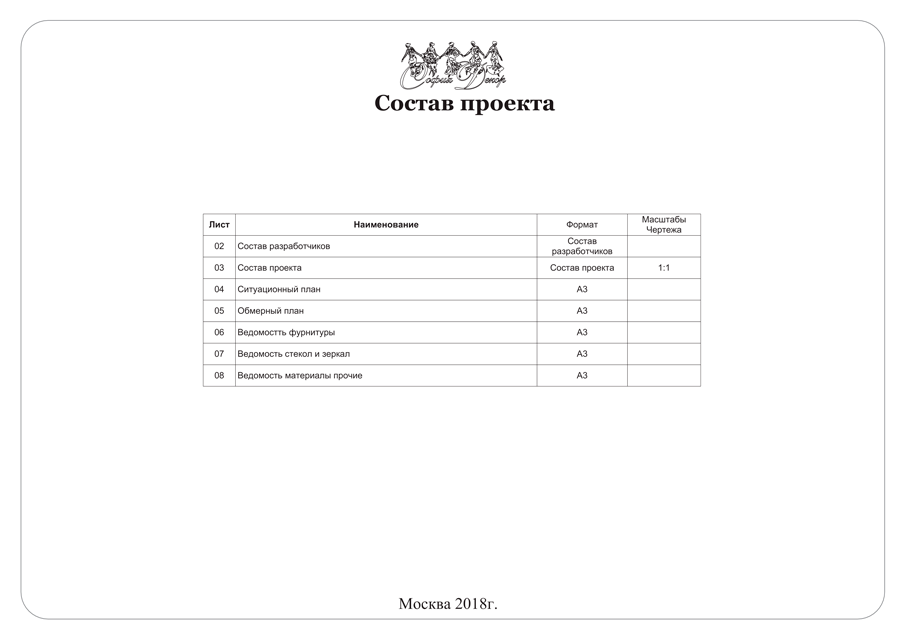 София Декор
Состав проекта
Лист Наименование Формат Масштабы Чертежа
02 Состав разработчиков Состав разработчиков
03 Состав проекта Состав проекта 1:1
04 Ситуационный план А3
05 Обмерный план А3
06 Ведомостть фурнитуры А3
07 Ведомость стекол и зеркал А3
08 Ведомость материалы прочие А3
Москва 2018г.